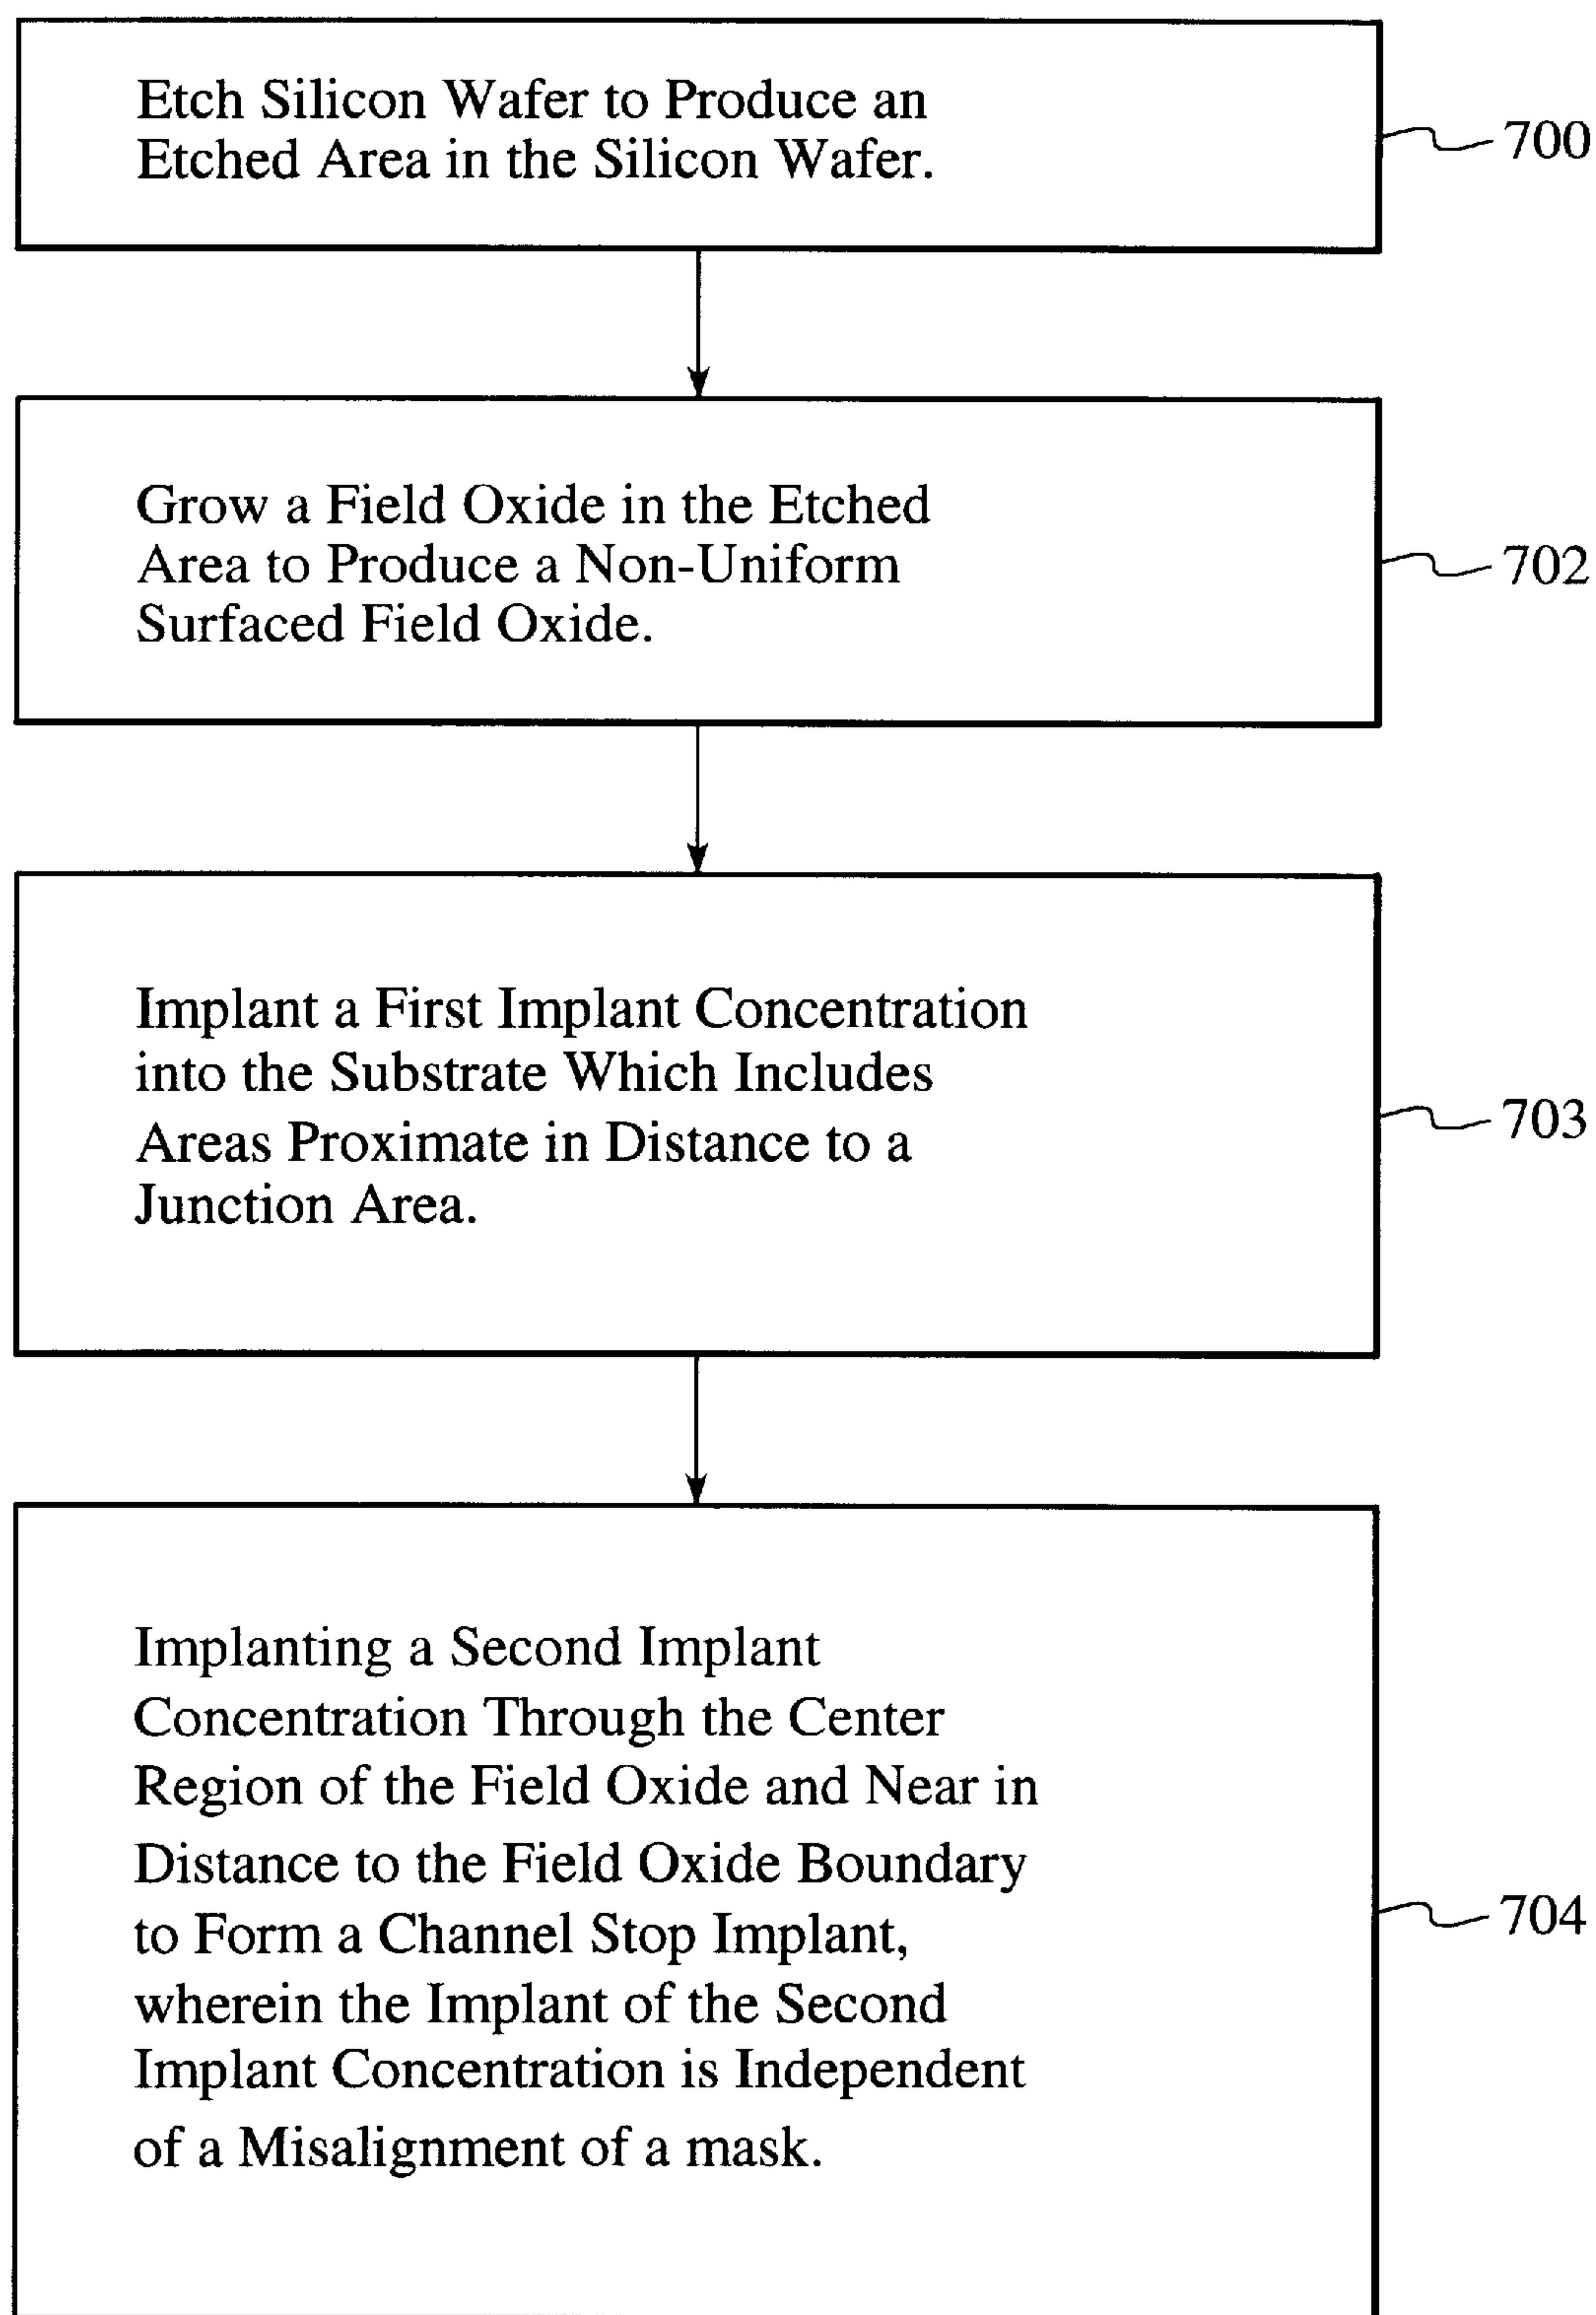 Etch Silicon Wafer to Produce an
Etched Area in the Silicon Wafer.
700
Grow a Field Oxide in the Etched
Area to Produce a Non-Uniform
Surfaced Field Oxide.
702
Implant a First Implant Concentration
into the Substrate Which Includes
Areas Proximate in Distance to a
Junction Area.
703
Implanting a Second Implant
Concentration Through the Center
Region of the Field Oxide and Near in
Distance to the Field Oxide Boundary
to Form a Channel Stop Implant,
wherein the Implant of the Second
Implant Concentration is Independent
of a Misalignment of a mask.
704